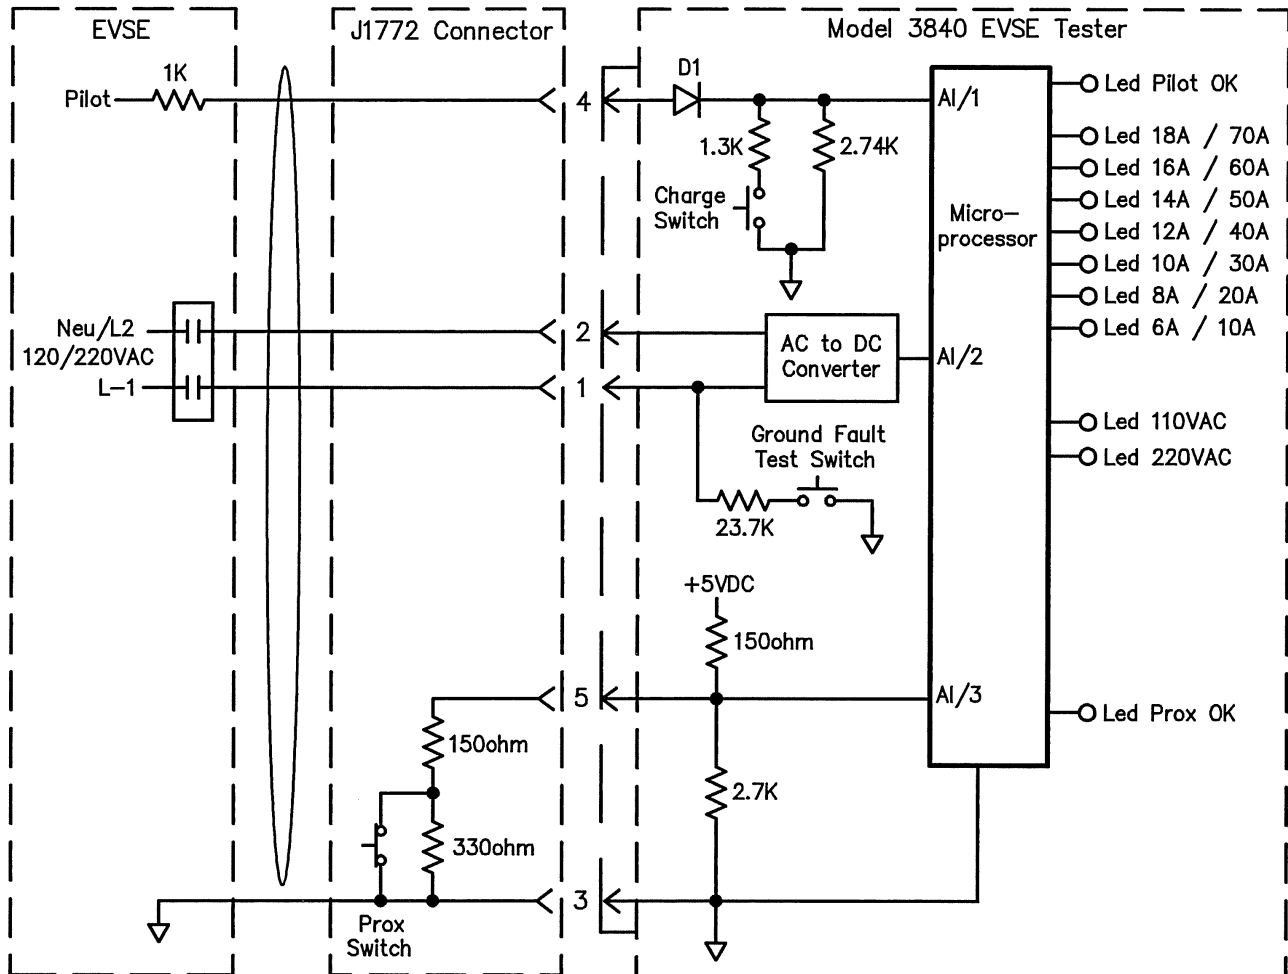 EVSE
J1772 Connector
Model 3840 EVSE Tester
1K
Pilot
4
D1
AI/1
Led Pilot OK
1.3K
2.74K
Charge
Switch
Micro-
processor
Led 18A / 70A
Led 16A / 60A
Led 14A / 50A
Led 12A / 40A
Led 10A / 30A
Led 8A / 20A
Led 6A / 10A
Neu/L2
120/220VAC
L-1
2
1
AC to DC
Converter
AI/2
Ground Fault
Test Switch
23.7K
Led 110VAC
Led 220VAC
+5VDC
150ohm
5
AI/3
Led Prox OK
150ohm
2.7K
330ohm
3
Prox
Switch